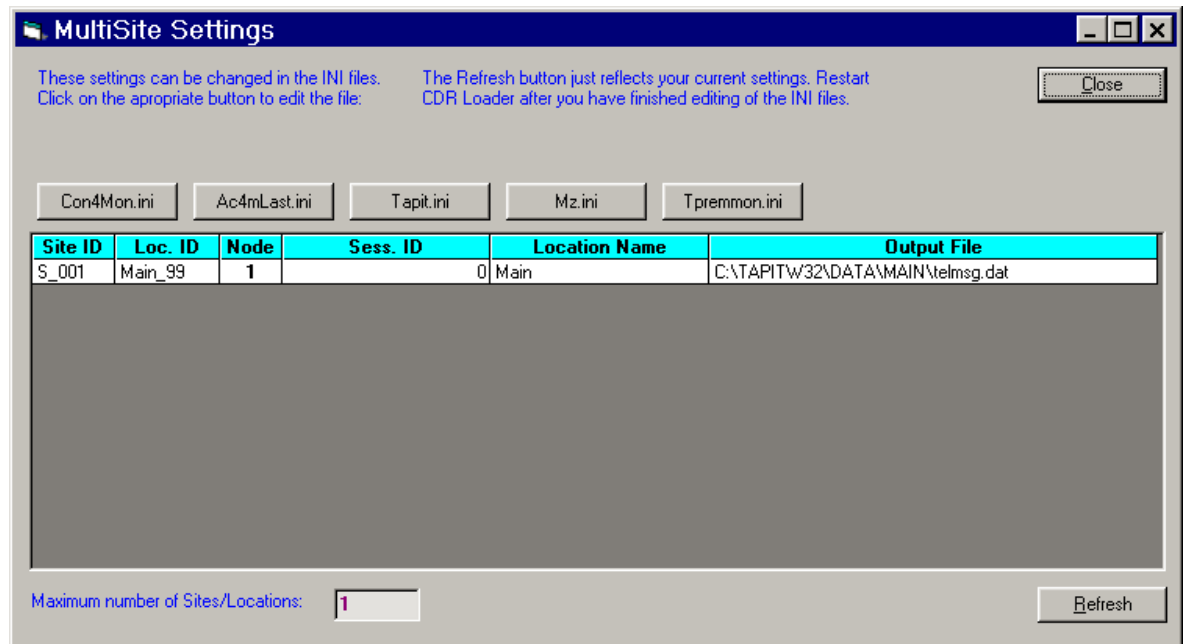 MultiSite Settings
These settings can be changed in the INI files.
Click on the apropriate button to edit the file:
The Refresh button just reflects your current settings. Restart
CDR Loader after you have finished editing of the INI files.
Close
Con4Mon.ini Ac4mLast.ini Tapit.ini Mz.ini Tpremmon.ini
Site ID Loc. ID Node Sess. ID Location Name Output File
S_001 Main_99 1 0 Main C:\TAPITW32\DATA\MAIN\telmsg.dat
Maximum number of Sites/Locations: 1
Refresh